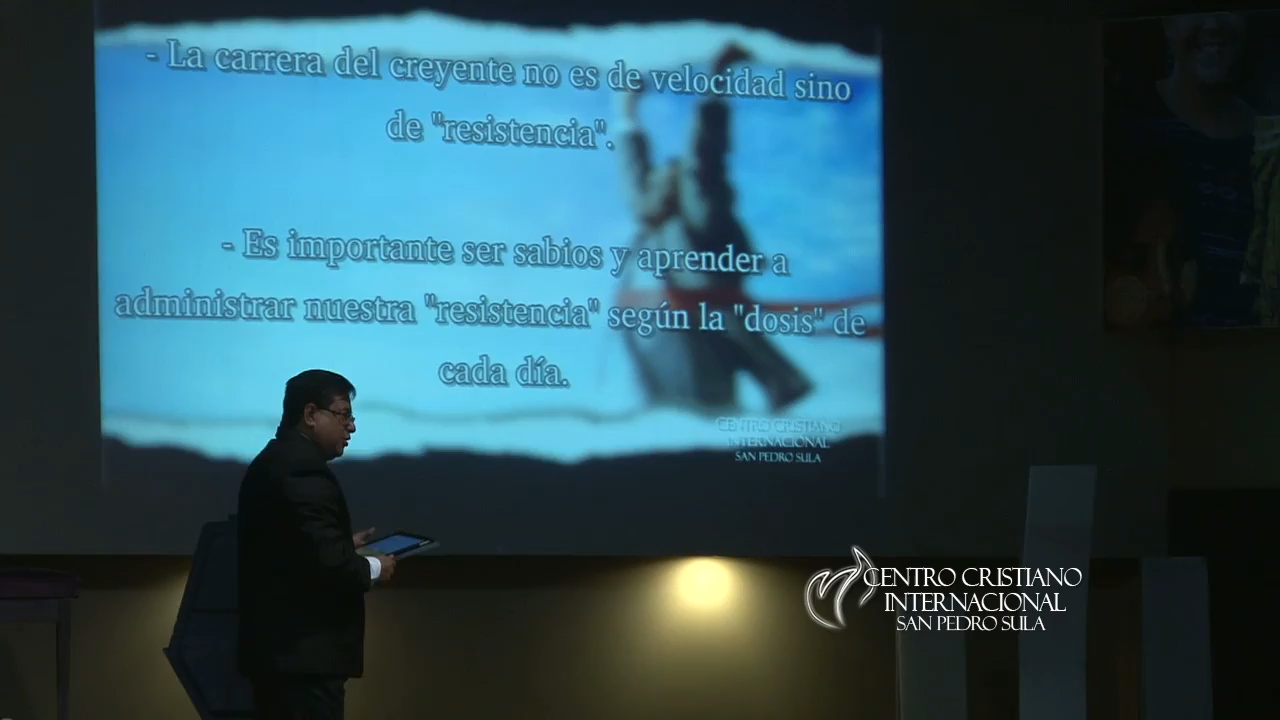 - La carrera del creyente no es de velocidad sino
de "resistencia".
- Es importante ser sabios y aprender a
administrar nuestra "resistencia" según la "dosis" de
cada día.
CENTRO CRISTIANO
INTERNACIONAL
SAN PEDRO SULA
CENTRO CRISTIANO
INTERNACIONAL
SAN PEDRO SULA